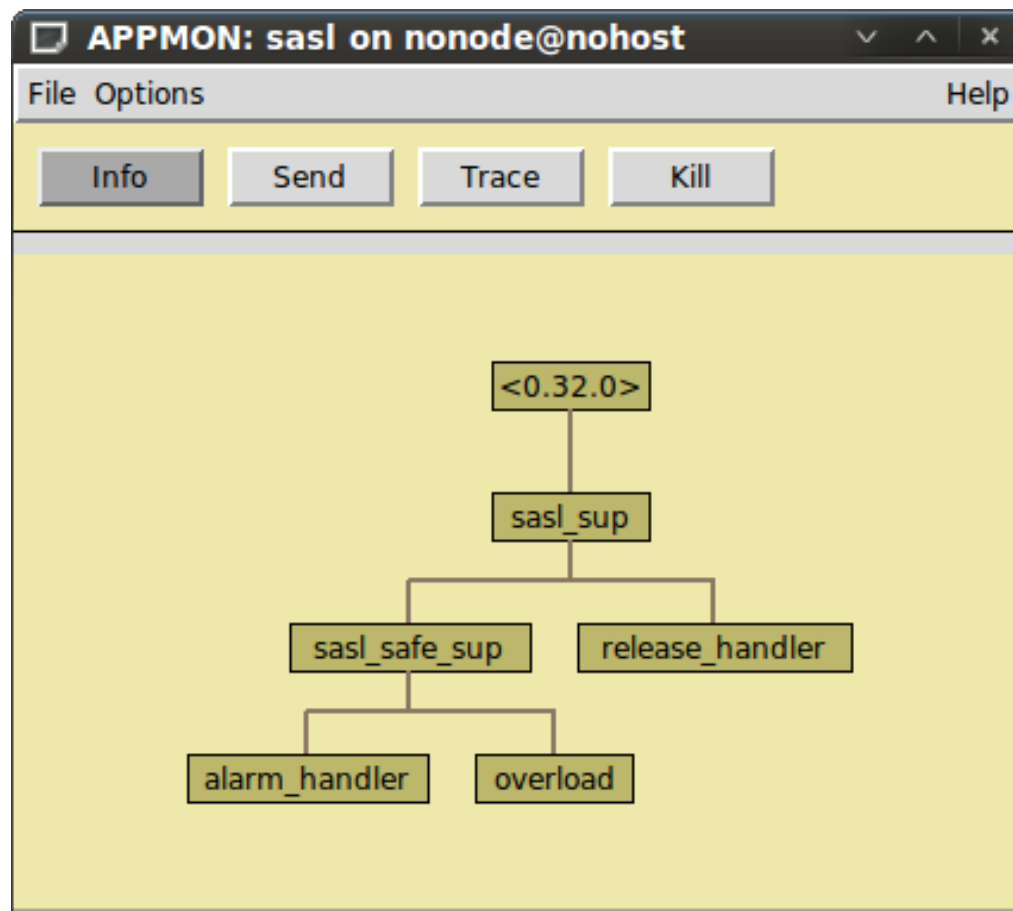 APPMON: sasl on nonode@nohost
File Options Help
Info Send Trace Kill
<0.32.0>
sasl_sup
sasl_safe_sup release_handler
alarm_handler overload